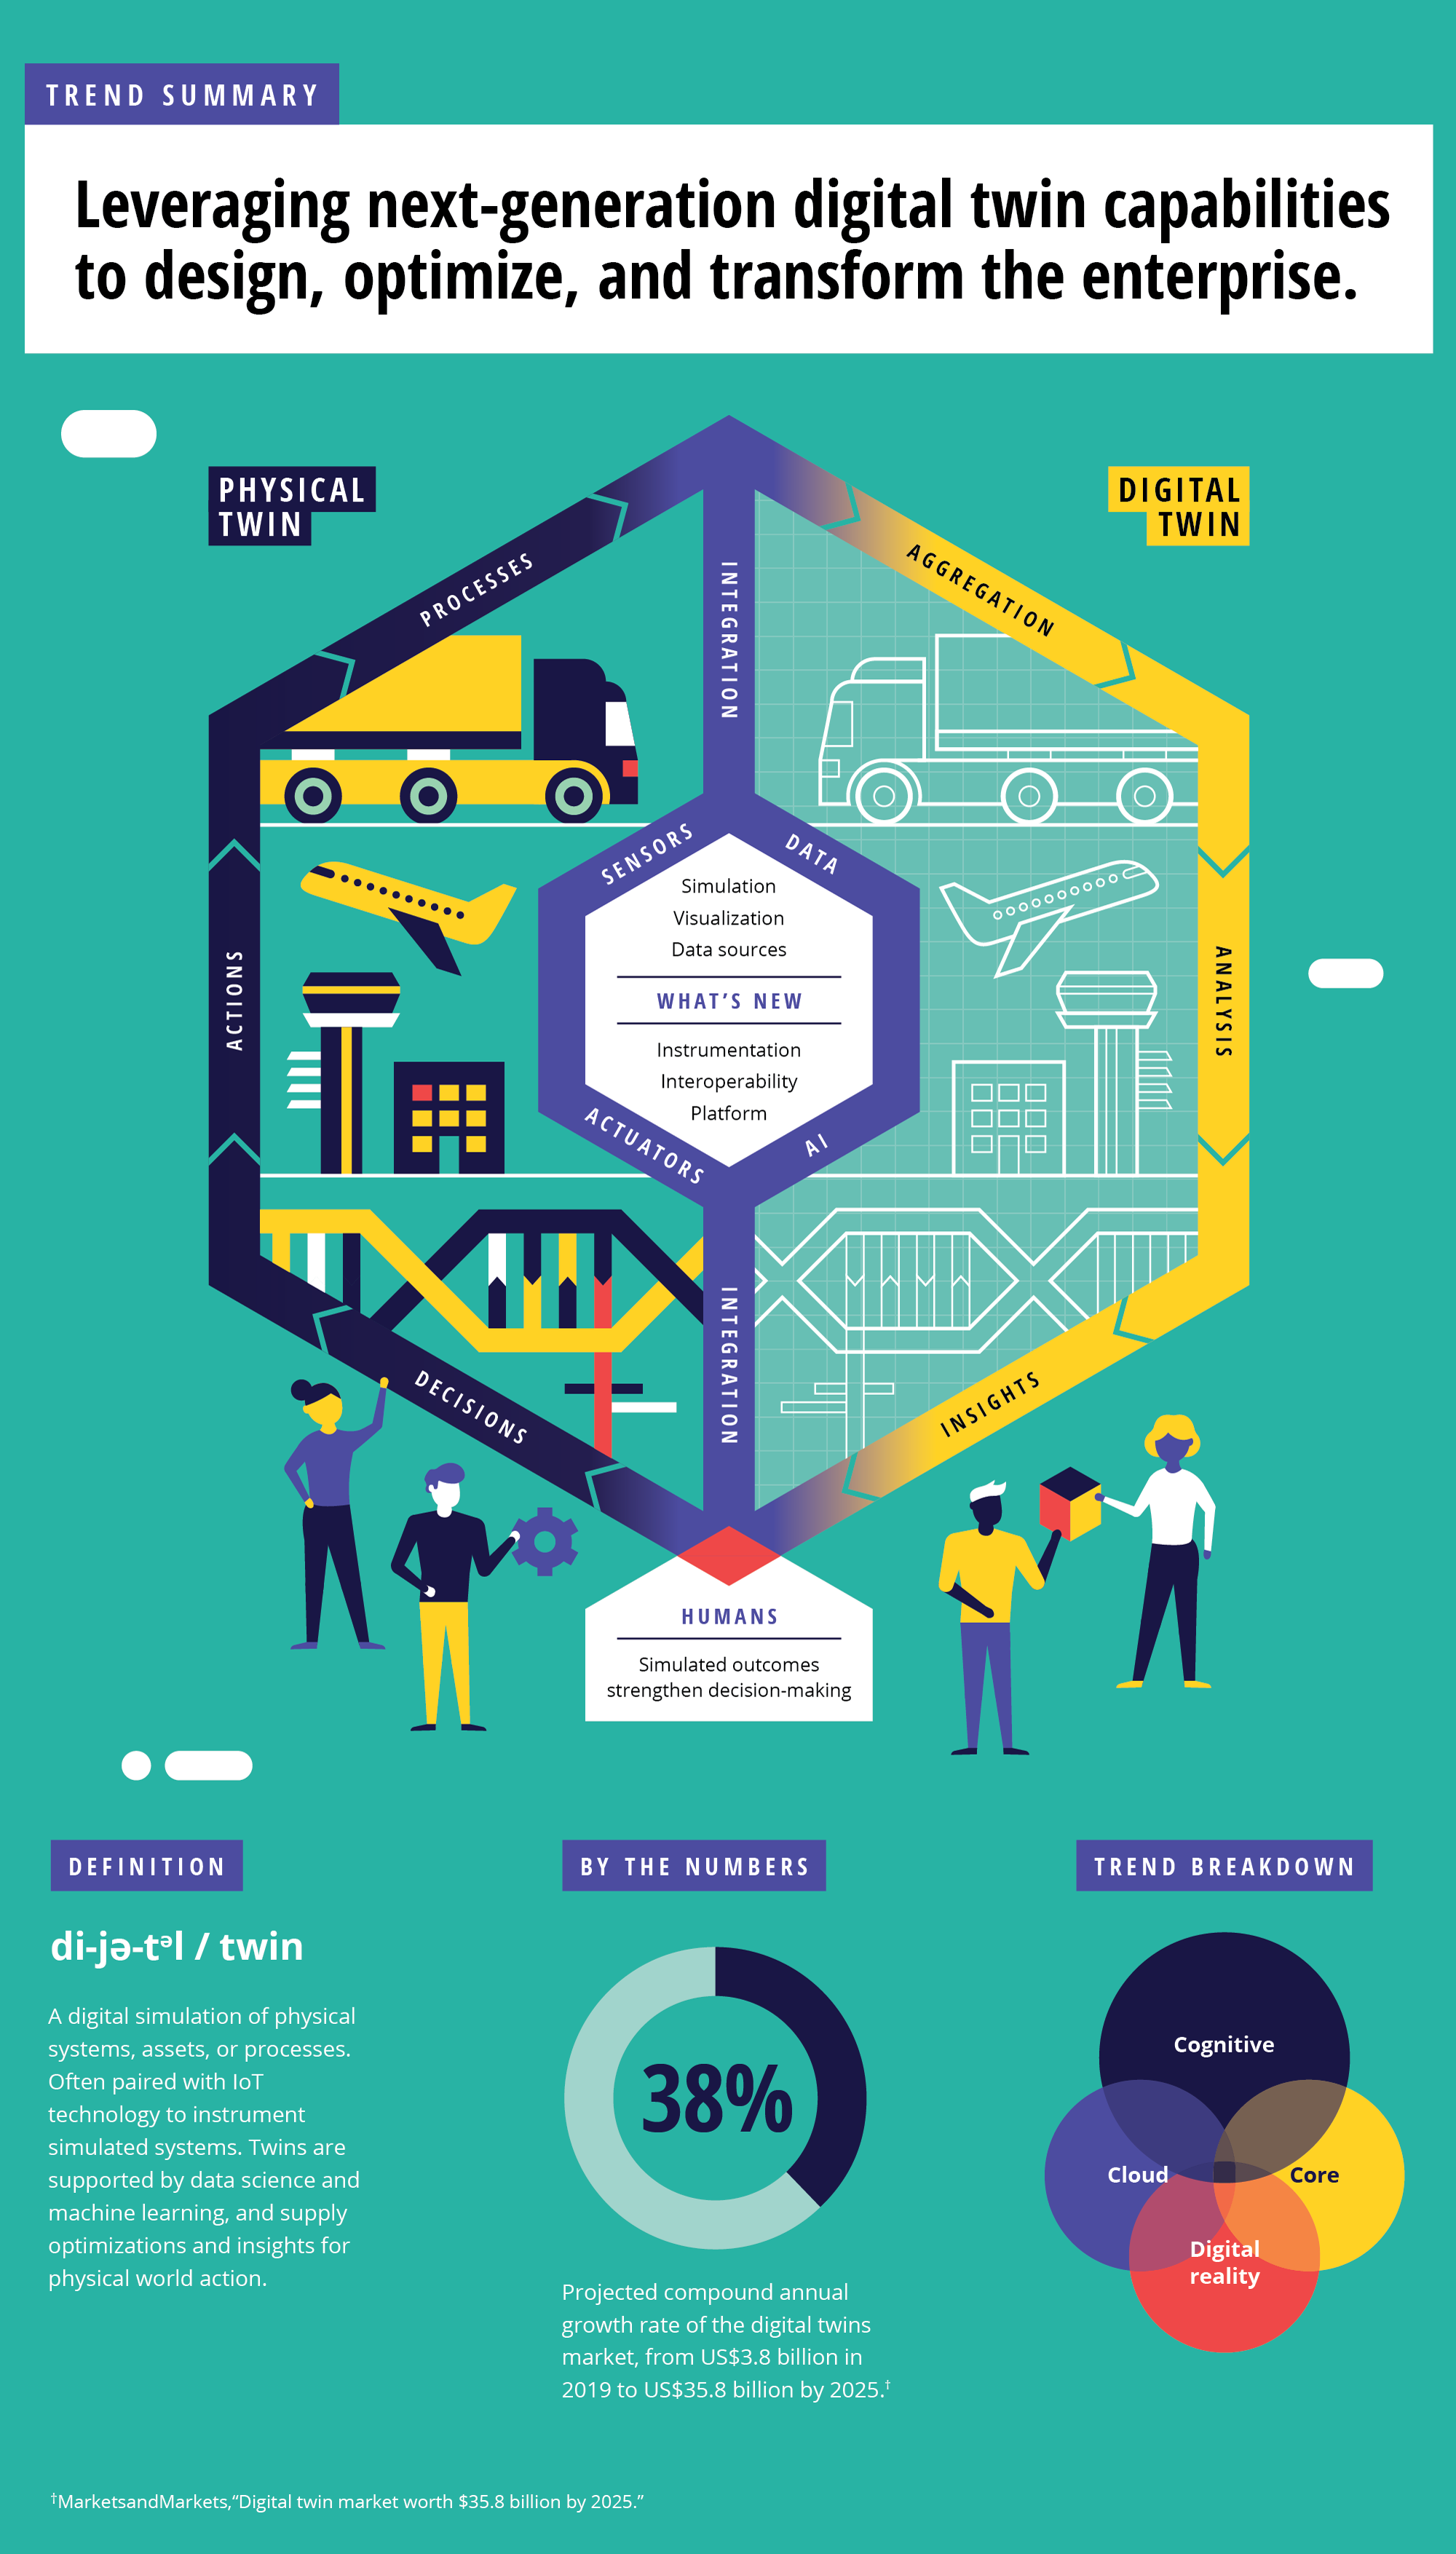 TREND SUMMARY
Leveraging next-generation digital twin capabilities
to design, optimize, and transform the enterprise.
PHYSICAL
TWIN
DIGITAL
TWIN
PROCESSES
INTEGRATION
AGGREGATION
SENSORS
DATA
Simulation
Visualization
Data sources
WHAT’S NEW
Instrumentation
Interoperability
Platform
ACTIONS
ANALYSIS
ACTUATORS
AI
INTEGRATION
DECISIONS
INSIGHTS
HUMANS
Simulated outcomes
strengthen decision-making
DEFINITION
di-jə-tᵊl / twin
A digital simulation of physical
systems, assets, or processes.
Often paired with IoT
technology to instrument
simulated systems. Twins are
supported by data science and
machine learning, and supply
optimizations and insights for
physical world action.
BY THE NUMBERS
38%
Projected compound annual
growth rate of the digital twins
market, from US$3.8 billion in
2019 to US$35.8 billion by 2025.†
TREND BREAKDOWN
Cognitive
Cloud
Core
Digital
reality
†MarketsandMarkets,“Digital twin market worth $35.8 billion by 2025.”